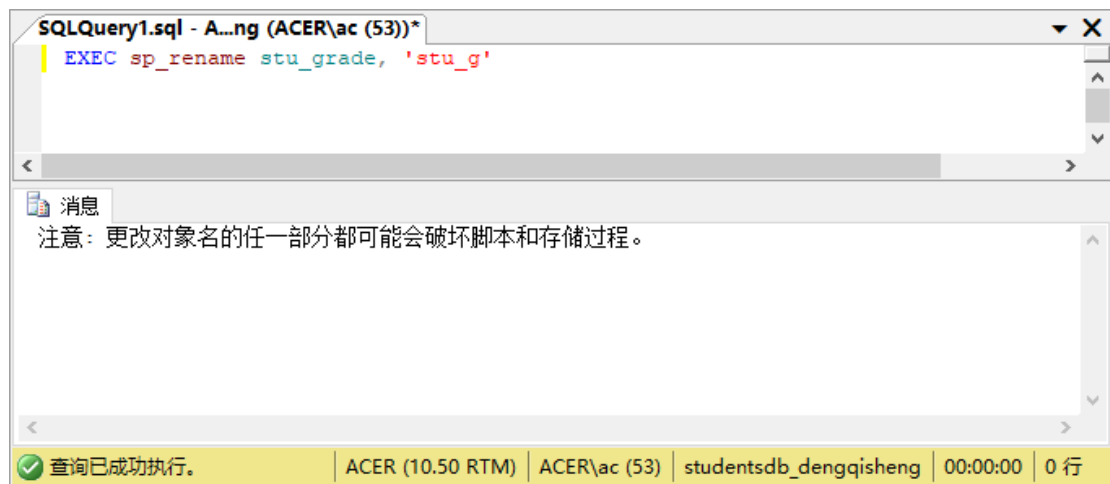 SQLQuery1.sql - A...ng (ACER\ac (53))*
EXEC sp_rename stu_grade, 'stu_g'
消息
注意: 更改对象名的任一部分都可能会破坏脚本和存储过程。
查询已成功执行。 ACER (10.50 RTM) ACER\ac (53) studentsdb_dengqisheng 00:00:00 0 行